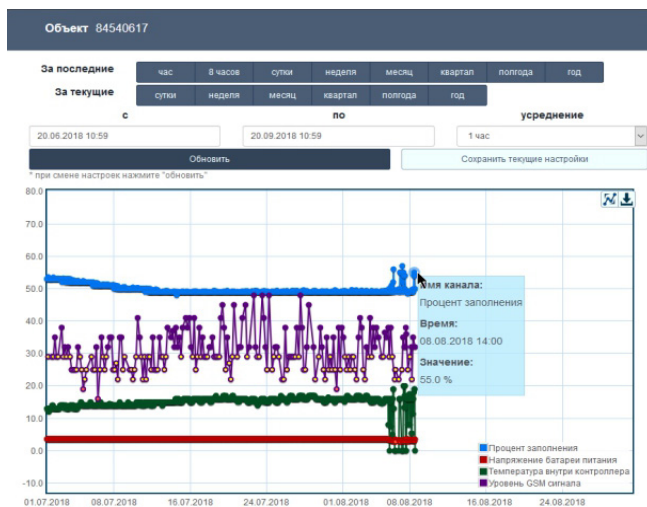 Объект 84540617
За последние час 8 часов сутки неделя месяц квартал полгода год
За текущие сутки неделя месяц квартал полгода год
с по усреднение
20.06.2018 10:59 20.09.2018 10:59 1 час
Обновить Сохранить текущие настройки
* при смене настроек нажмите "обновить"
80.0
70.0
60.0
50.0
40.0
30.0
20.0
10.0
0.0
-10.0
Имя канала:
Процент заполнения
Время:
08.08.2018 14:00
Значение:
55.0 %
Процент заполнения
Напряжение батареи питания
Температура внутри контроллера
Уровень GSM сигнала
01.07.2018 08.07.2018 16.07.2018 24.07.2018 01.08.2018 08.08.2018 16.08.2018 24.08.2018